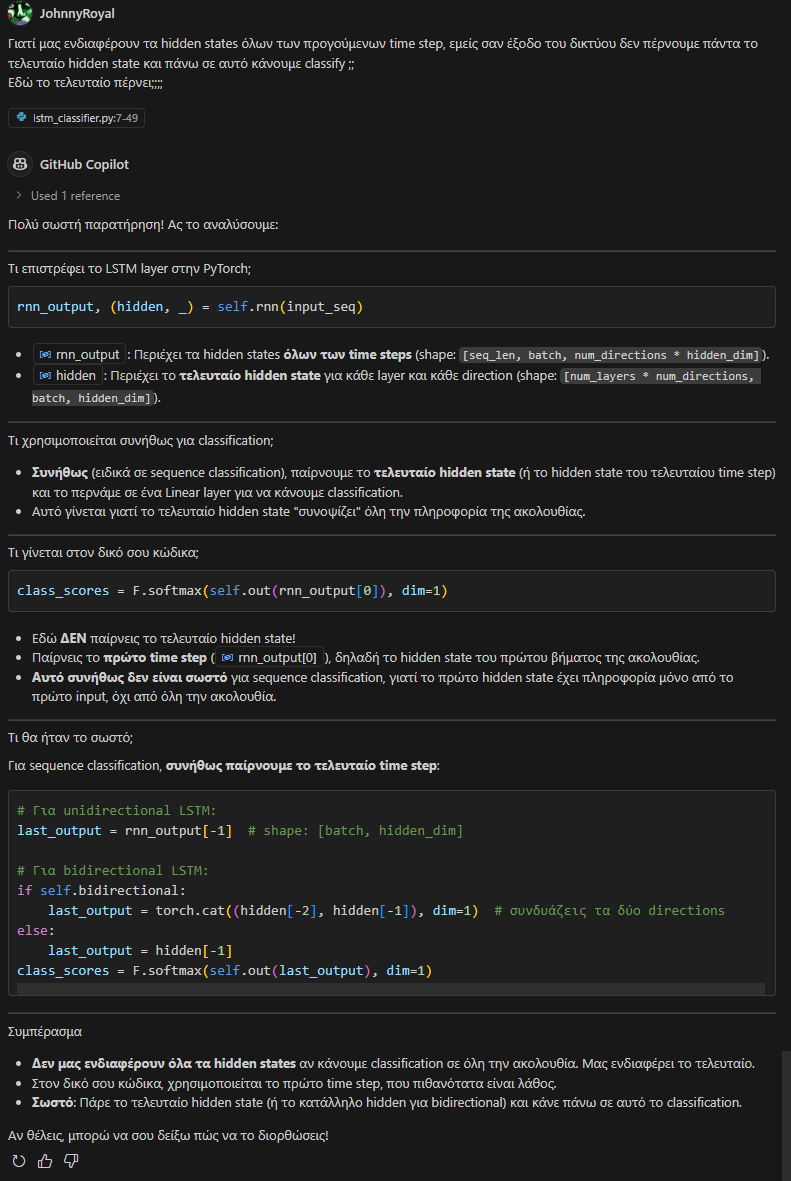 JohnnyRoyal
Γιατί μας ενδιαφέρουν τα hidden states όλων των προγούμενων time step, εμείς σαν έξοδο του δικτύου δεν πέρνουμε πάντα το
τελευταίο hidden state και πάνω σε αυτό κάνουμε classify ;;
Εδώ το τελευταίο πέρνει;;;;
lstm_classifier.py:7-49
GitHub Copilot
Used 1 reference
Πολύ σωστή παρατήρηση! Ας το αναλύσουμε:
Τι επιστρέφει το LSTM layer στην PyTorch;
rnn_output, (hidden, _) = self.rnn(input_seq)
• rnn_output : Περιέχει τα hidden states όλων των time steps (shape: [seq_len, batch, num_directions * hidden_dim]).
• hidden : Περιέχει το τελευταίο hidden state για κάθε layer και κάθε direction (shape: [num_layers * num_directions,
batch, hidden_dim]).
Τι χρησιμοποιείται συνήθως για classification;
• Συνήθως (ειδικά σε sequence classification), παίρνουμε το τελευταίο hidden state (ή το hidden state του τελευταίου time step)
και το περνάμε σε ένα Linear layer για να κάνουμε classification.
• Αυτό γίνεται γιατί το τελευταίο hidden state "συνοψίζει" όλη την πληροφορία της ακολουθίας.
Τι γίνεται στον δικό σου κώδικα;
class_scores = F.softmax(self.out(rnn_output[0]), dim=1)
• Εδώ ΔΕΝ παίρνεις το τελευταίο hidden state!
• Παίρνεις το πρώτο time step ( rnn_output[0] ), δηλαδή το hidden state του πρώτου βήματος της ακολουθίας.
• Αυτό συνήθως δεν είναι σωστό για sequence classification, γιατί το πρώτο hidden state έχει πληροφορία μόνο από το
πρώτο input, όχι από όλη την ακολουθία.
Τι θα ήταν το σωστό;
Για sequence classification, συνήθως παίρνουμε το τελευταίο time step:
# Για unidirectional LSTM:
last_output = rnn_output[-1]  # shape: [batch, hidden_dim]
# Για bidirectional LSTM:
if self.bidirectional:
    last_output = torch.cat((hidden[-2], hidden[-1]), dim=1)  # συνδυάζεις τα δύο directions
else:
    last_output = hidden[-1]
class_scores = F.softmax(self.out(last_output), dim=1)
Συμπέρασμα
• Δεν μας ενδιαφέρουν όλα τα hidden states αν κάνουμε classification σε όλη την ακολουθία. Μας ενδιαφέρει το τελευταίο.
• Στον δικό σου κώδικα, χρησιμοποιείται το πρώτο time step, που πιθανότατα είναι λάθος.
• Σωστό: Πάρε το τελευταίο hidden state (ή το κατάλληλο hidden για bidirectional) και κάνε πάνω σε αυτό το classification.
Αν θέλεις, μπορώ να σου δείξω πώς να το διορθώσεις!